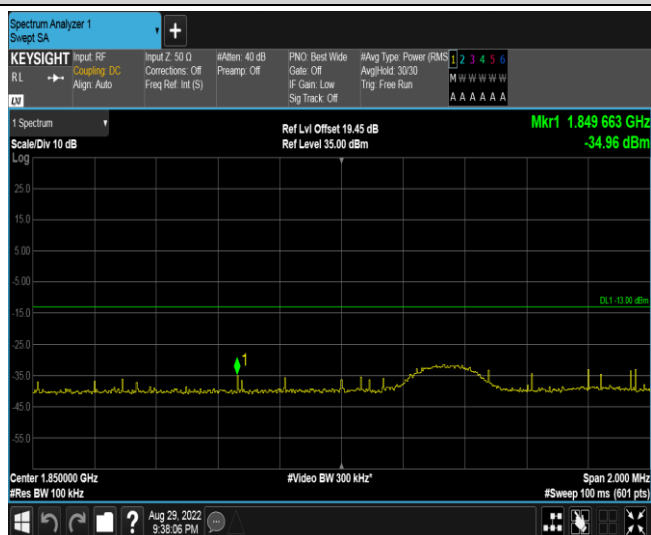 Spectrum Analyzer 1
Swept SA
KEYSIGHT
R L
Input: RF
Coupling: DC
Align: Auto
Input Z: 50 Ω
Corrections: Off
Freq Ref: Int (S)
#Atten: 40 dB
Preamp: Off
PNO: Best Wide
Gate: Off
IF Gain: Low
Sig Track: Off
#Avg Type: Power (RMS
Avg|Hold: 30/30
Trig: Free Run
1 2 3 4 5 6
M W W W W W
A A A A A A
1 Spectrum
Scale/Div 10 dB
Log
Ref Lvl Offset 19.45 dB
Ref Level 35.00 dBm
Mkr1 1.849 663 GHz
-34.96 dBm
25.0
15.0
5.00
-5.00
DL1 -13.00 dBm
-15.0
-25.0
1
-35.0
-45.0
-55.0
Center 1.850000 GHz
#Res BW 100 kHz
#Video BW 300 kHz*
Span 2.000 MHz
#Sweep 100 ms (601 pts)
?
Aug 29, 2022
9:38:06 PM